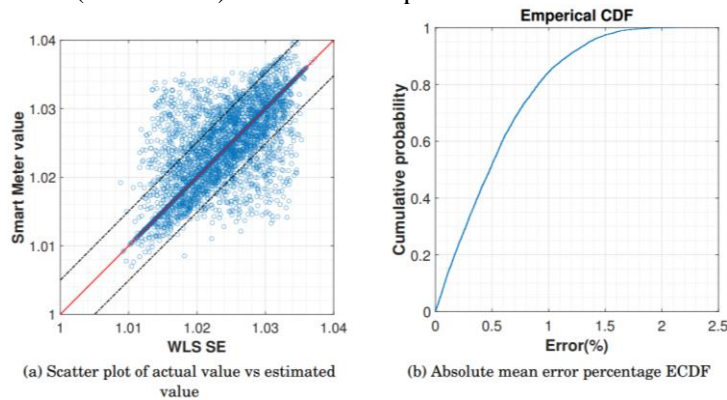 Emperical CDF
1.04
1.03
1.02
1.01
1
Smart Meter value
1
1.01
1.02
1.03
1.04
WLS SE
(a) Scatter plot of actual value vs estimated
value
1
0.8
0.6
0.4
0.2
0
Cumulative probability
0
0.5
1
1.5
2
2.5
Error(%)
(b) Absolute mean error percentage ECDF